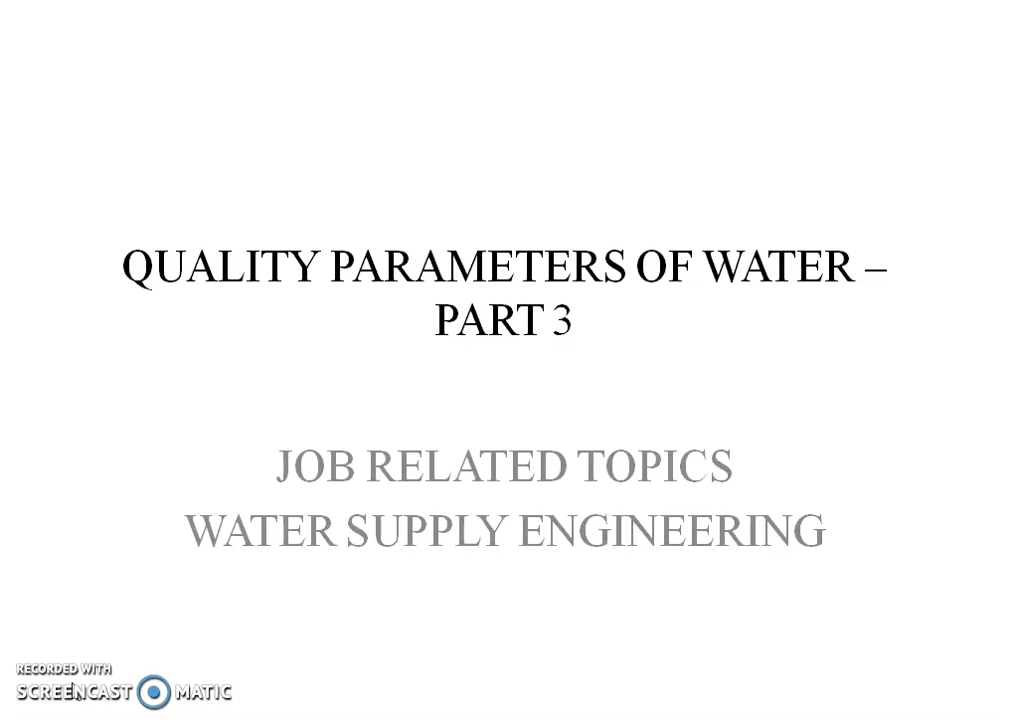 QUALITY PARAMETERS OF WATER –
PART 3
JOB RELATED TOPICS
WATER SUPPLY ENGINEERING
RECORDED WITH
SCREENCAST MATIC